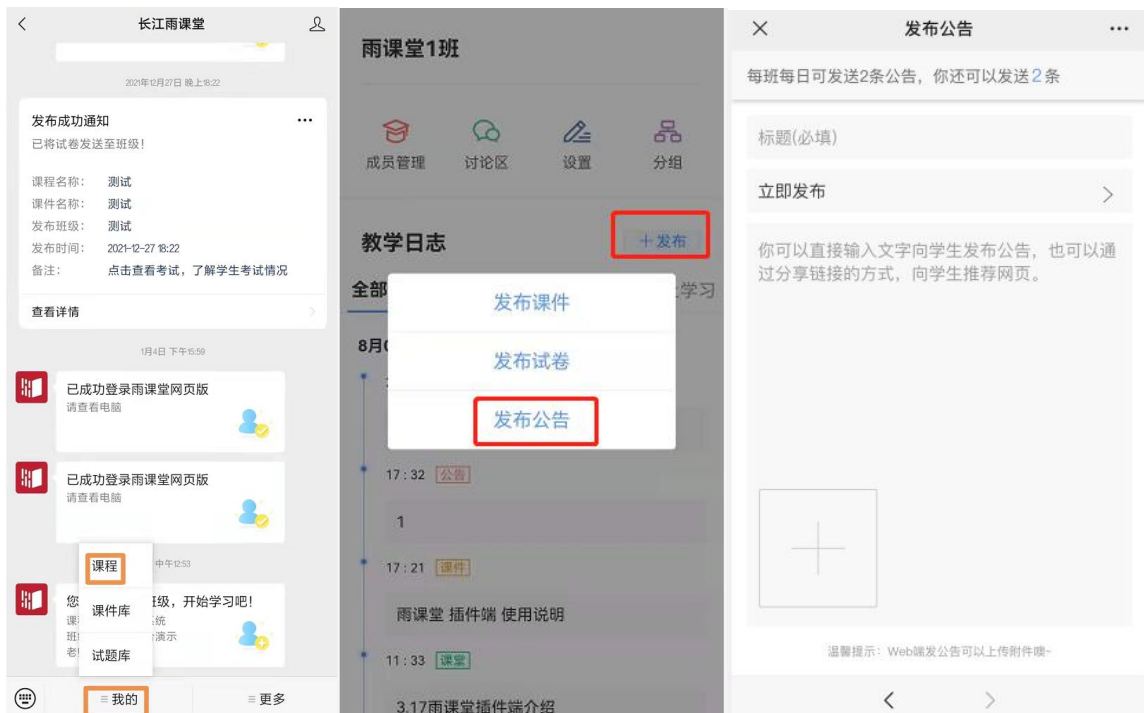 长江雨课堂
2021年12月27日 晚上18:22
发布成功通知
已将试卷发送至班级！
课程名称： 测试
课件名称： 测试
发布班级： 测试
发布时间： 2021-12-27 18:22
备注： 点击查看考试，了解学生考试情况
查看详情
1月4日 下午15:59
已成功登录雨课堂网页版
请查看电脑
已成功登录雨课堂网页版
请查看电脑
中午12:53
课程
课件库
试题库
您 班级，开始学习吧！
课 统
班 演示
老
我的
更多
雨课堂1班
成员管理 讨论区 设置 分组
教学日志 +发布
全部 学习
8月
发布课件
发布试卷
发布公告
17:32 公告
1
17:21 课件
雨课堂 插件端 使用说明
11:33 课堂
3.17雨课堂插件端介绍
发布公告
每班每日可发送2条公告，你还可以发送2条
标题(必填)
立即发布
你可以直接输入文字向学生发布公告，也可以通
过分享链接的方式，向学生推荐网页。
温馨提示：Web端发公告可以上传附件噢~